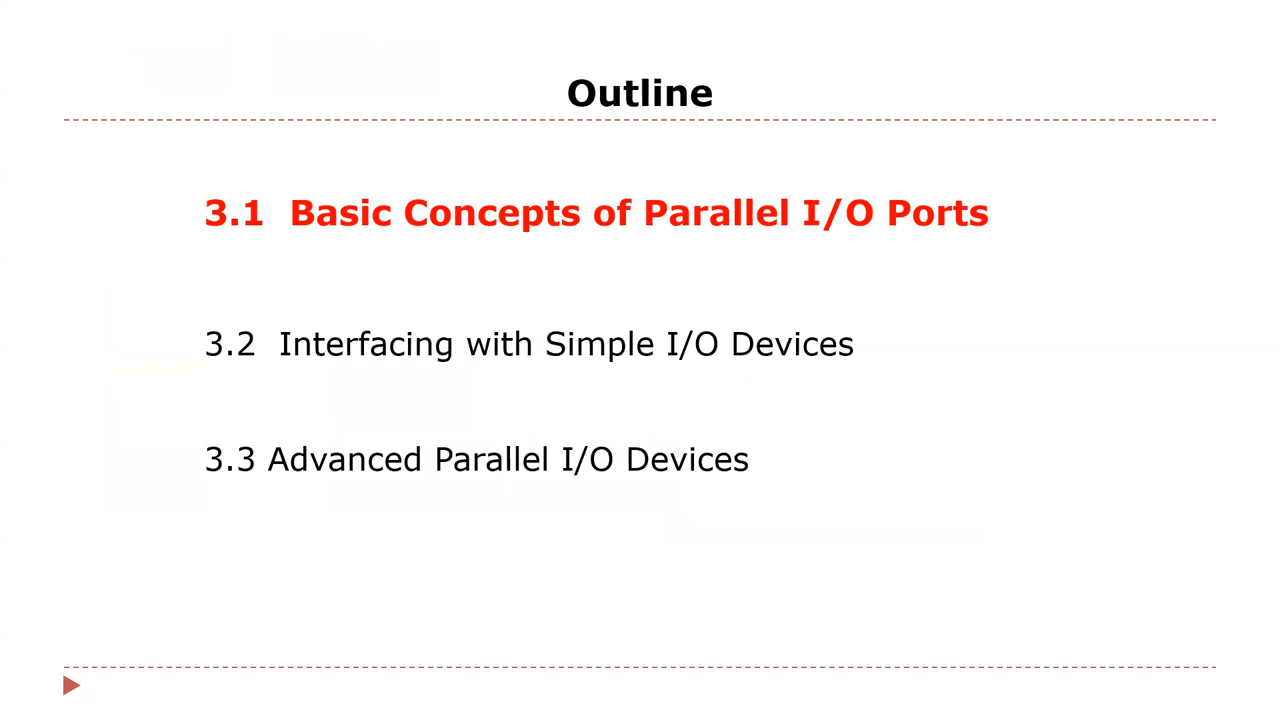 Outline
3.1 Basic Concepts of Parallel I/O Ports
3.2 Interfacing with Simple I/O Devices
3.3 Advanced Parallel I/O Devices